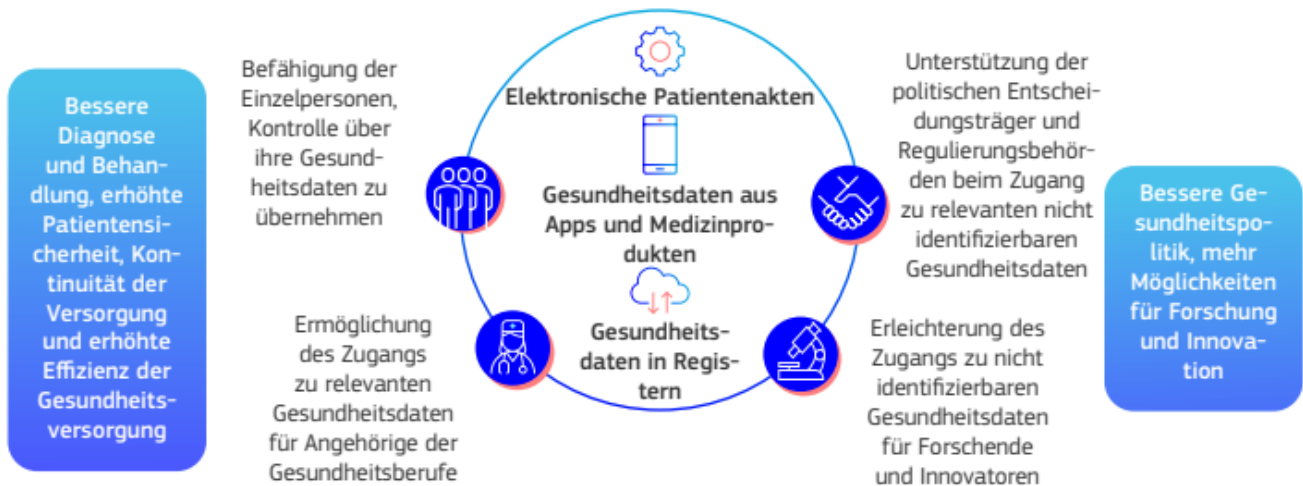 Bessere
Diagnose
und Behan-
dlung, erhöhte
Patientensi-
cherheit, Kon-
tinuität der
Versorgung
und erhöhte
Effizienz der
Gesundheits-
versorgung
Befähigung der
Einzelpersonen,
Kontrolle über
ihre Gesund-
heitsdaten zu
übernehmen
Ermöglichung
des Zugangs
zu relevanten
Gesundheitsdaten
für Angehörige der
Gesundheitsberufe
Elektronische Patientenakten
Gesundheitsdaten aus
Apps und Medizinpro-
dukten
Gesundheits-
daten in Regis-
tern
Unterstützung der
politischen Entschei-
dungsträger und
Regulierungsbehör-
den beim Zugang
zu relevanten nicht
identifizierbaren
Gesundheitsdaten
Erleichterung des
Zugangs zu nicht
identifizierbaren
Gesundheitsdaten
für Forschende
und Innovatoren
Bessere Ge-
sundheitspo-
litik, mehr
Möglichkeiten
für Forschung
und Innova-
tion